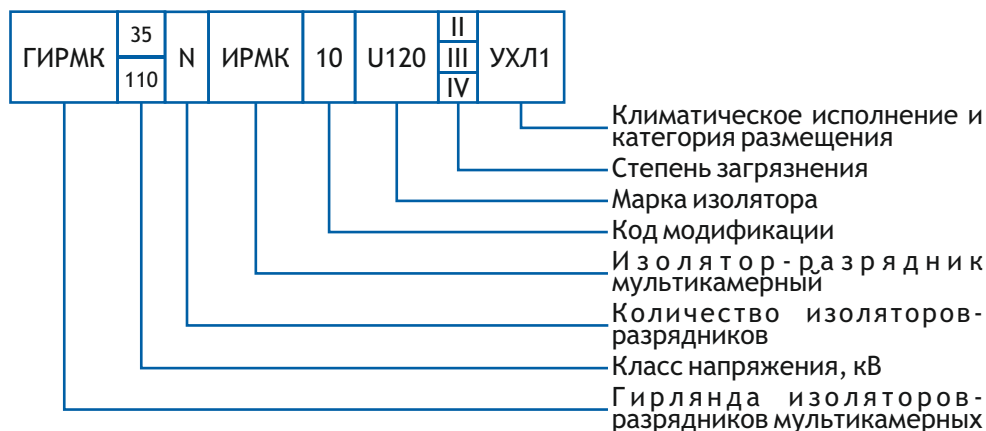 ГИРМК 35 110 N ИРМК 10 U120 II III IV УХЛ1
Климатическое исполнение и
категория размещения
Степень загрязнения
Марка изолятора
Код модификации
Изолятор-разрядник
мультикамерный
Количество изоляторов-
разрядников
Класс напряжения, кВ
Гирлянда изоляторов-
разрядников мультикамерных